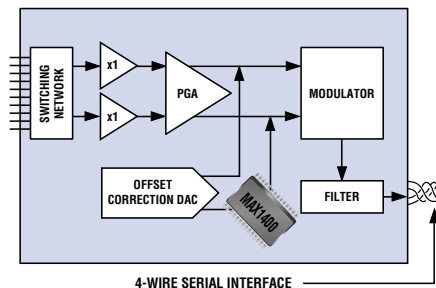 SWITCHING
NETWORK
x1
x1
PGA
MODULATOR
OFFSET
CORRECTION DAC
MAX1400
FILTER
4-WIRE SERIAL INTERFACE